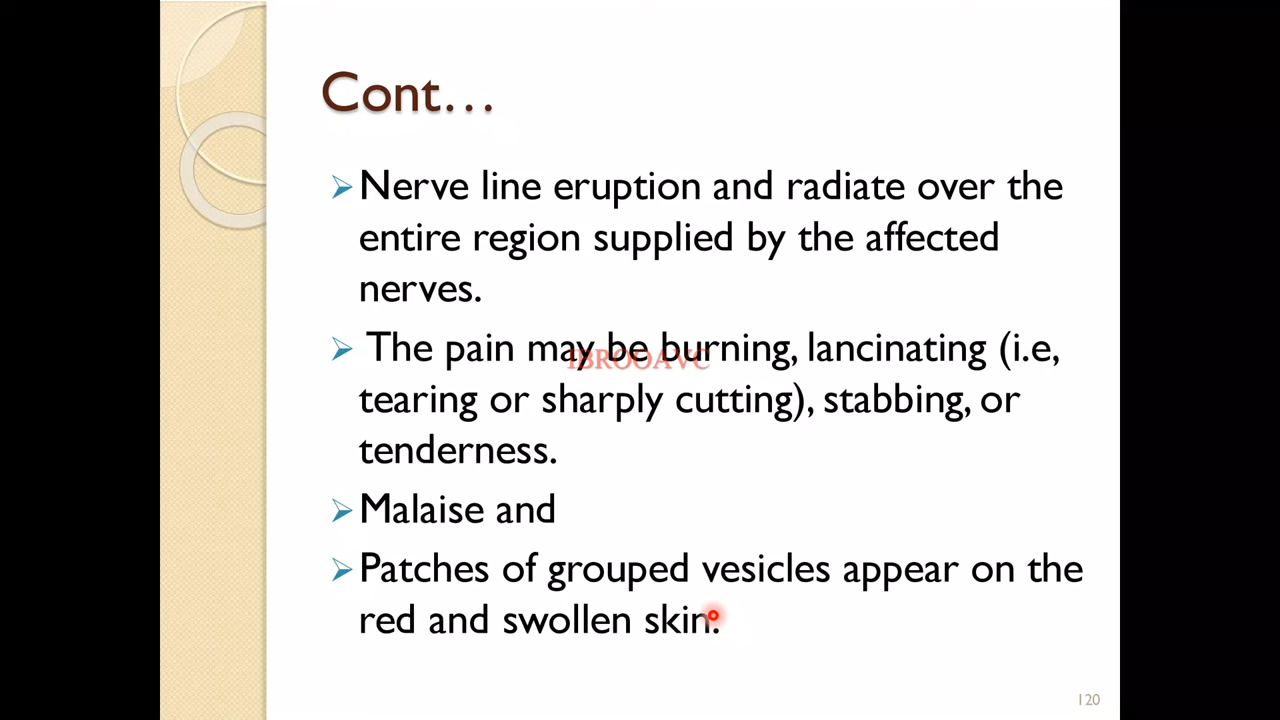 Cont…
Nerve line eruption and radiate over the
entire region supplied by the affected
nerves.
The pain may be burning, lancinating (i.e,
tearing or sharply cutting), stabbing, or
tenderness.
IBROOAVC
Malaise and
Patches of grouped vesicles appear on the
red and swollen skin.
120